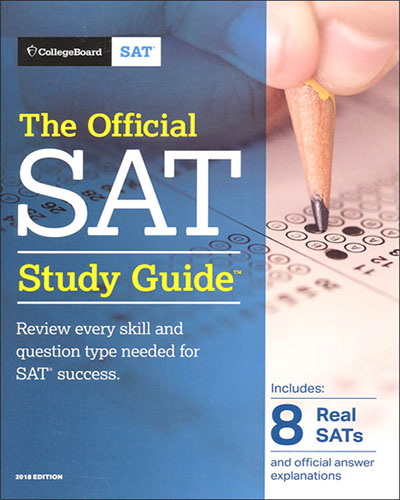 CollegeBoard SAT®
The Official
SAT
Study Guide™
Review every skill and
question type needed for
SAT® success.
Includes:
8 Real
SATs
and official answer
explanations
2018 EDITION